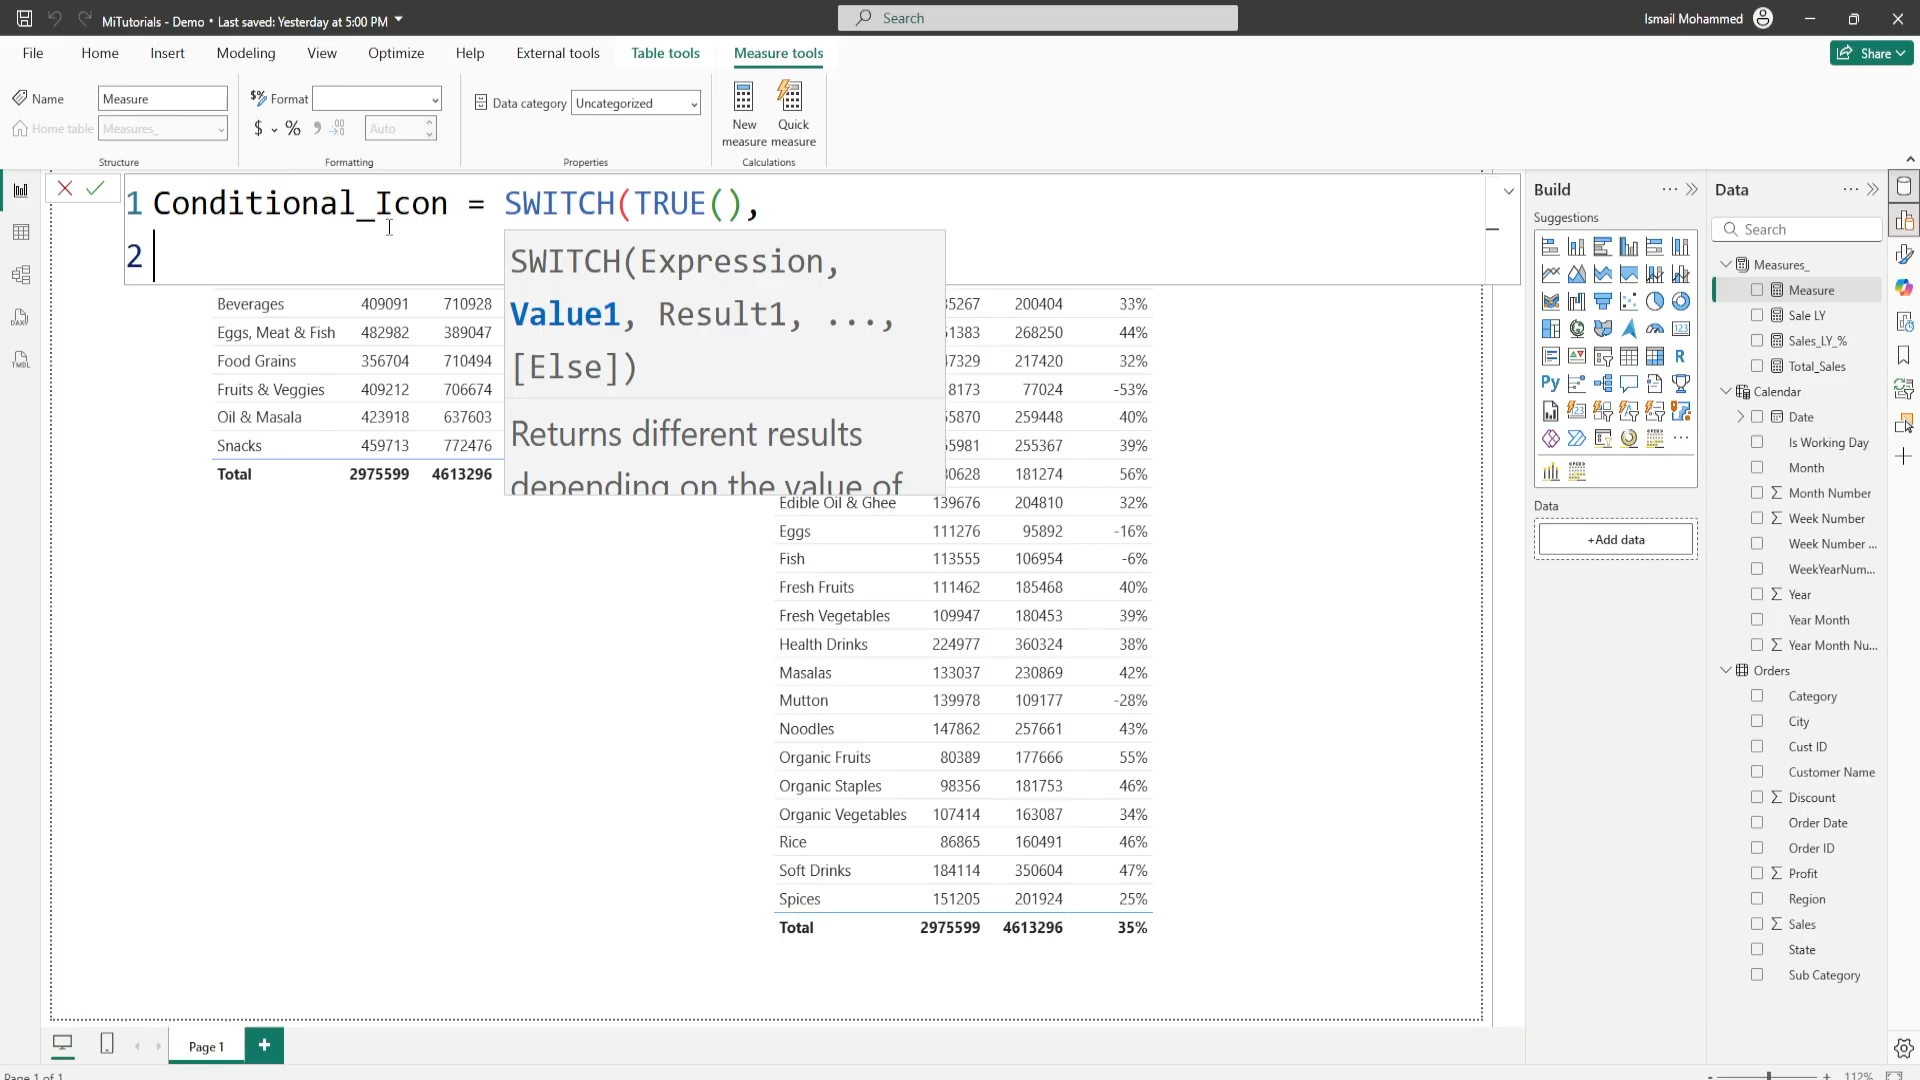 MiTutorials - Demo • Last saved: Yesterday at 5:00 PM
Search
Ismail Mohammed
File
Home
Insert
Modeling
View
Optimize
Help
External tools
Table tools
Measure tools
Share
Name
Measure
Home table
Measures_
Structure
$% Format
$
%
,
.00
Auto
Formatting
Data category
Uncategorized
Properties
New measure
Quick measure
Calculations
1 Conditional_Icon = SWITCH(TRUE(),
2
SWITCH(Expression,
Value1, Result1, ...,
[Else])
Returns different results
depending on the value of
Beverages 409091 710928
Eggs, Meat & Fish 482982 389047
Food Grains 356704 710494
Fruits & Veggies 409212 706674
Oil & Masala 423918 637603
Snacks 459713 772476
Total 2975599 4613296
200404 33%
268250 44%
217420 32%
77024 -53%
259448 40%
255367 39%
181274 56%
Edible Oil & Ghee 139676 204810 32%
Eggs 111276 95892 -16%
Fish 113555 106954 -6%
Fresh Fruits 111462 185468 40%
Fresh Vegetables 109947 180453 39%
Health Drinks 224977 360324 38%
Masalas 133037 230869 42%
Mutton 139978 109177 -28%
Noodles 147862 257661 43%
Organic Fruits 80389 177666 55%
Organic Staples 98356 181753 46%
Organic Vegetables 107414 163087 34%
Rice 86865 160491 46%
Soft Drinks 184114 350604 47%
Spices 151205 201924 25%
Total 2975599 4613296 35%
Build
Suggestions
123
R
Py
Data
+Add data
Data
Search
Measures_
Measure
Sale LY
Sales_LY_%
Total_Sales
Calendar
Date
Is Working Day
Month
Month Number
Week Number
Week Number ...
WeekYearNum...
Year
Year Month
Year Month Nu...
Orders
Category
City
Cust ID
Customer Name
Discount
Order Date
Order ID
Profit
Region
Sales
State
Sub Category
DAX
TMDL
Page 1
Page 1 of 1
112%